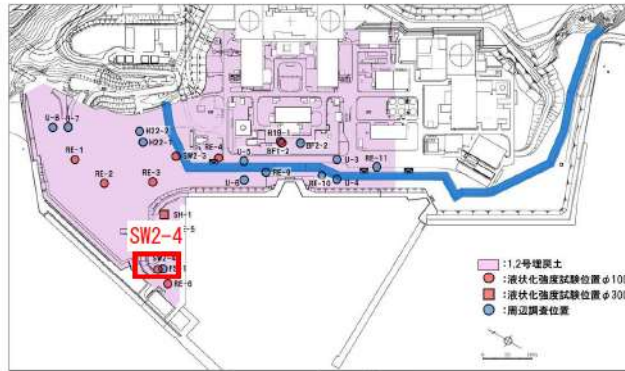 U-8
U-7
H22-2
H22-7
SW2-3
RE-4
H19-1
BF1-2
BF2-2
U-5
U-3
RE-11
RE-1
RE-2
RE-3
RE-9
U-6
RE-10
U-4
SH-1
SW2-4
RE-6
:1,2号埋戻土
:液状化強度試験位置φ100
:液状化強度試験位置φ300
:周辺調査位置